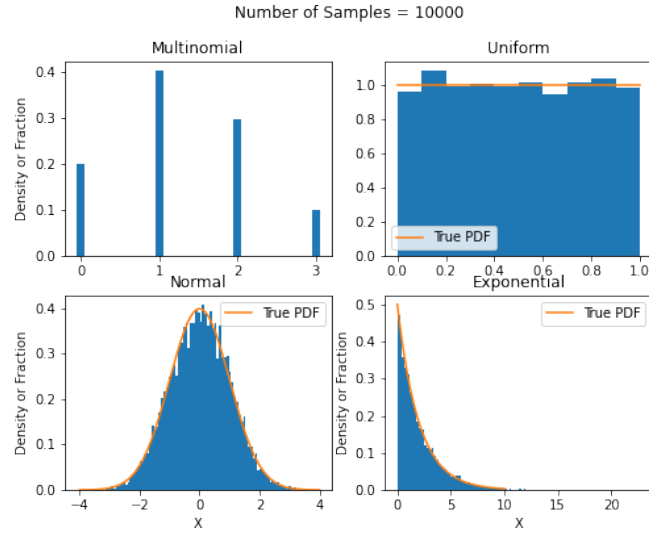 Number of Samples = 10000
Multinomial
Density or Fraction
0.4
0.3
0.2
0.1
0.0
0 1 2 3
Uniform
1.0
0.8
0.6
0.4
0.2
0.0
True PDF
0.0 0.2 0.4 0.6 0.8 1.0
Normal
Density or Fraction
0.4
0.3
0.2
0.1
0.0
True PDF
−4 −2 0 2 4
X
Exponential
Density or Fraction
0.5
0.4
0.3
0.2
0.1
0.0
True PDF
0 5 10 15 20
X